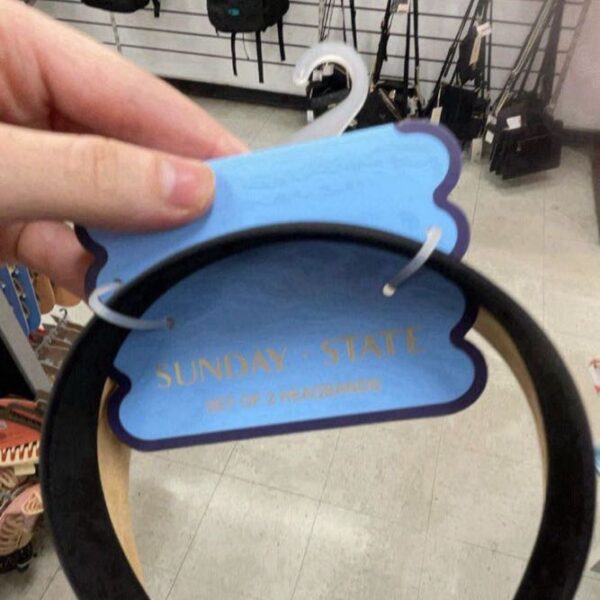 SUNDAY · STATE
SET OF 2 HEADBANDS